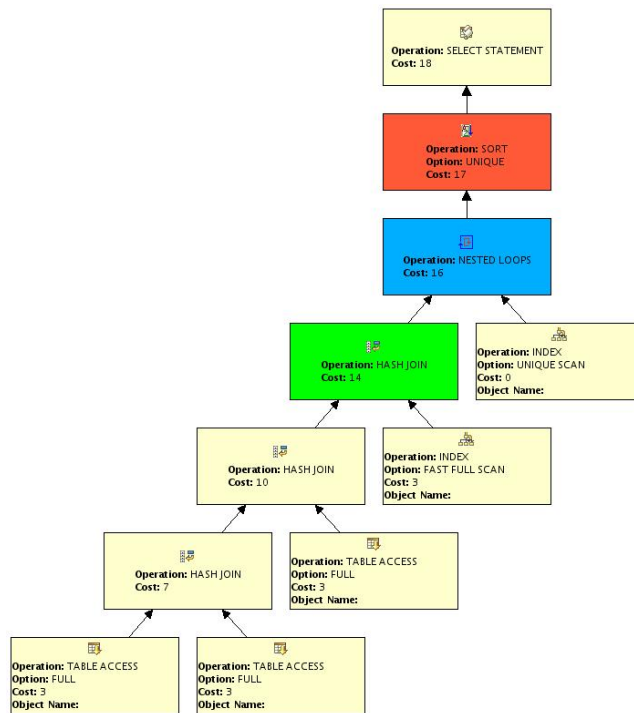 Operation: SELECT STATEMENT
Cost: 18
Operation: SORT
Option: UNIQUE
Cost: 17
Operation: NESTED LOOPS
Cost: 16
Operation: HASH JOIN
Cost: 14
Operation: INDEX
Option: UNIQUE SCAN
Cost: 0
Object Name:
Operation: HASH JOIN
Cost: 10
Operation: INDEX
Option: FAST FULL SCAN
Cost: 3
Object Name:
Operation: HASH JOIN
Cost: 7
Operation: TABLE ACCESS
Option: FULL
Cost: 3
Object Name:
Operation: TABLE ACCESS
Option: FULL
Cost: 3
Object Name:
Operation: TABLE ACCESS
Option: FULL
Cost: 3
Object Name: